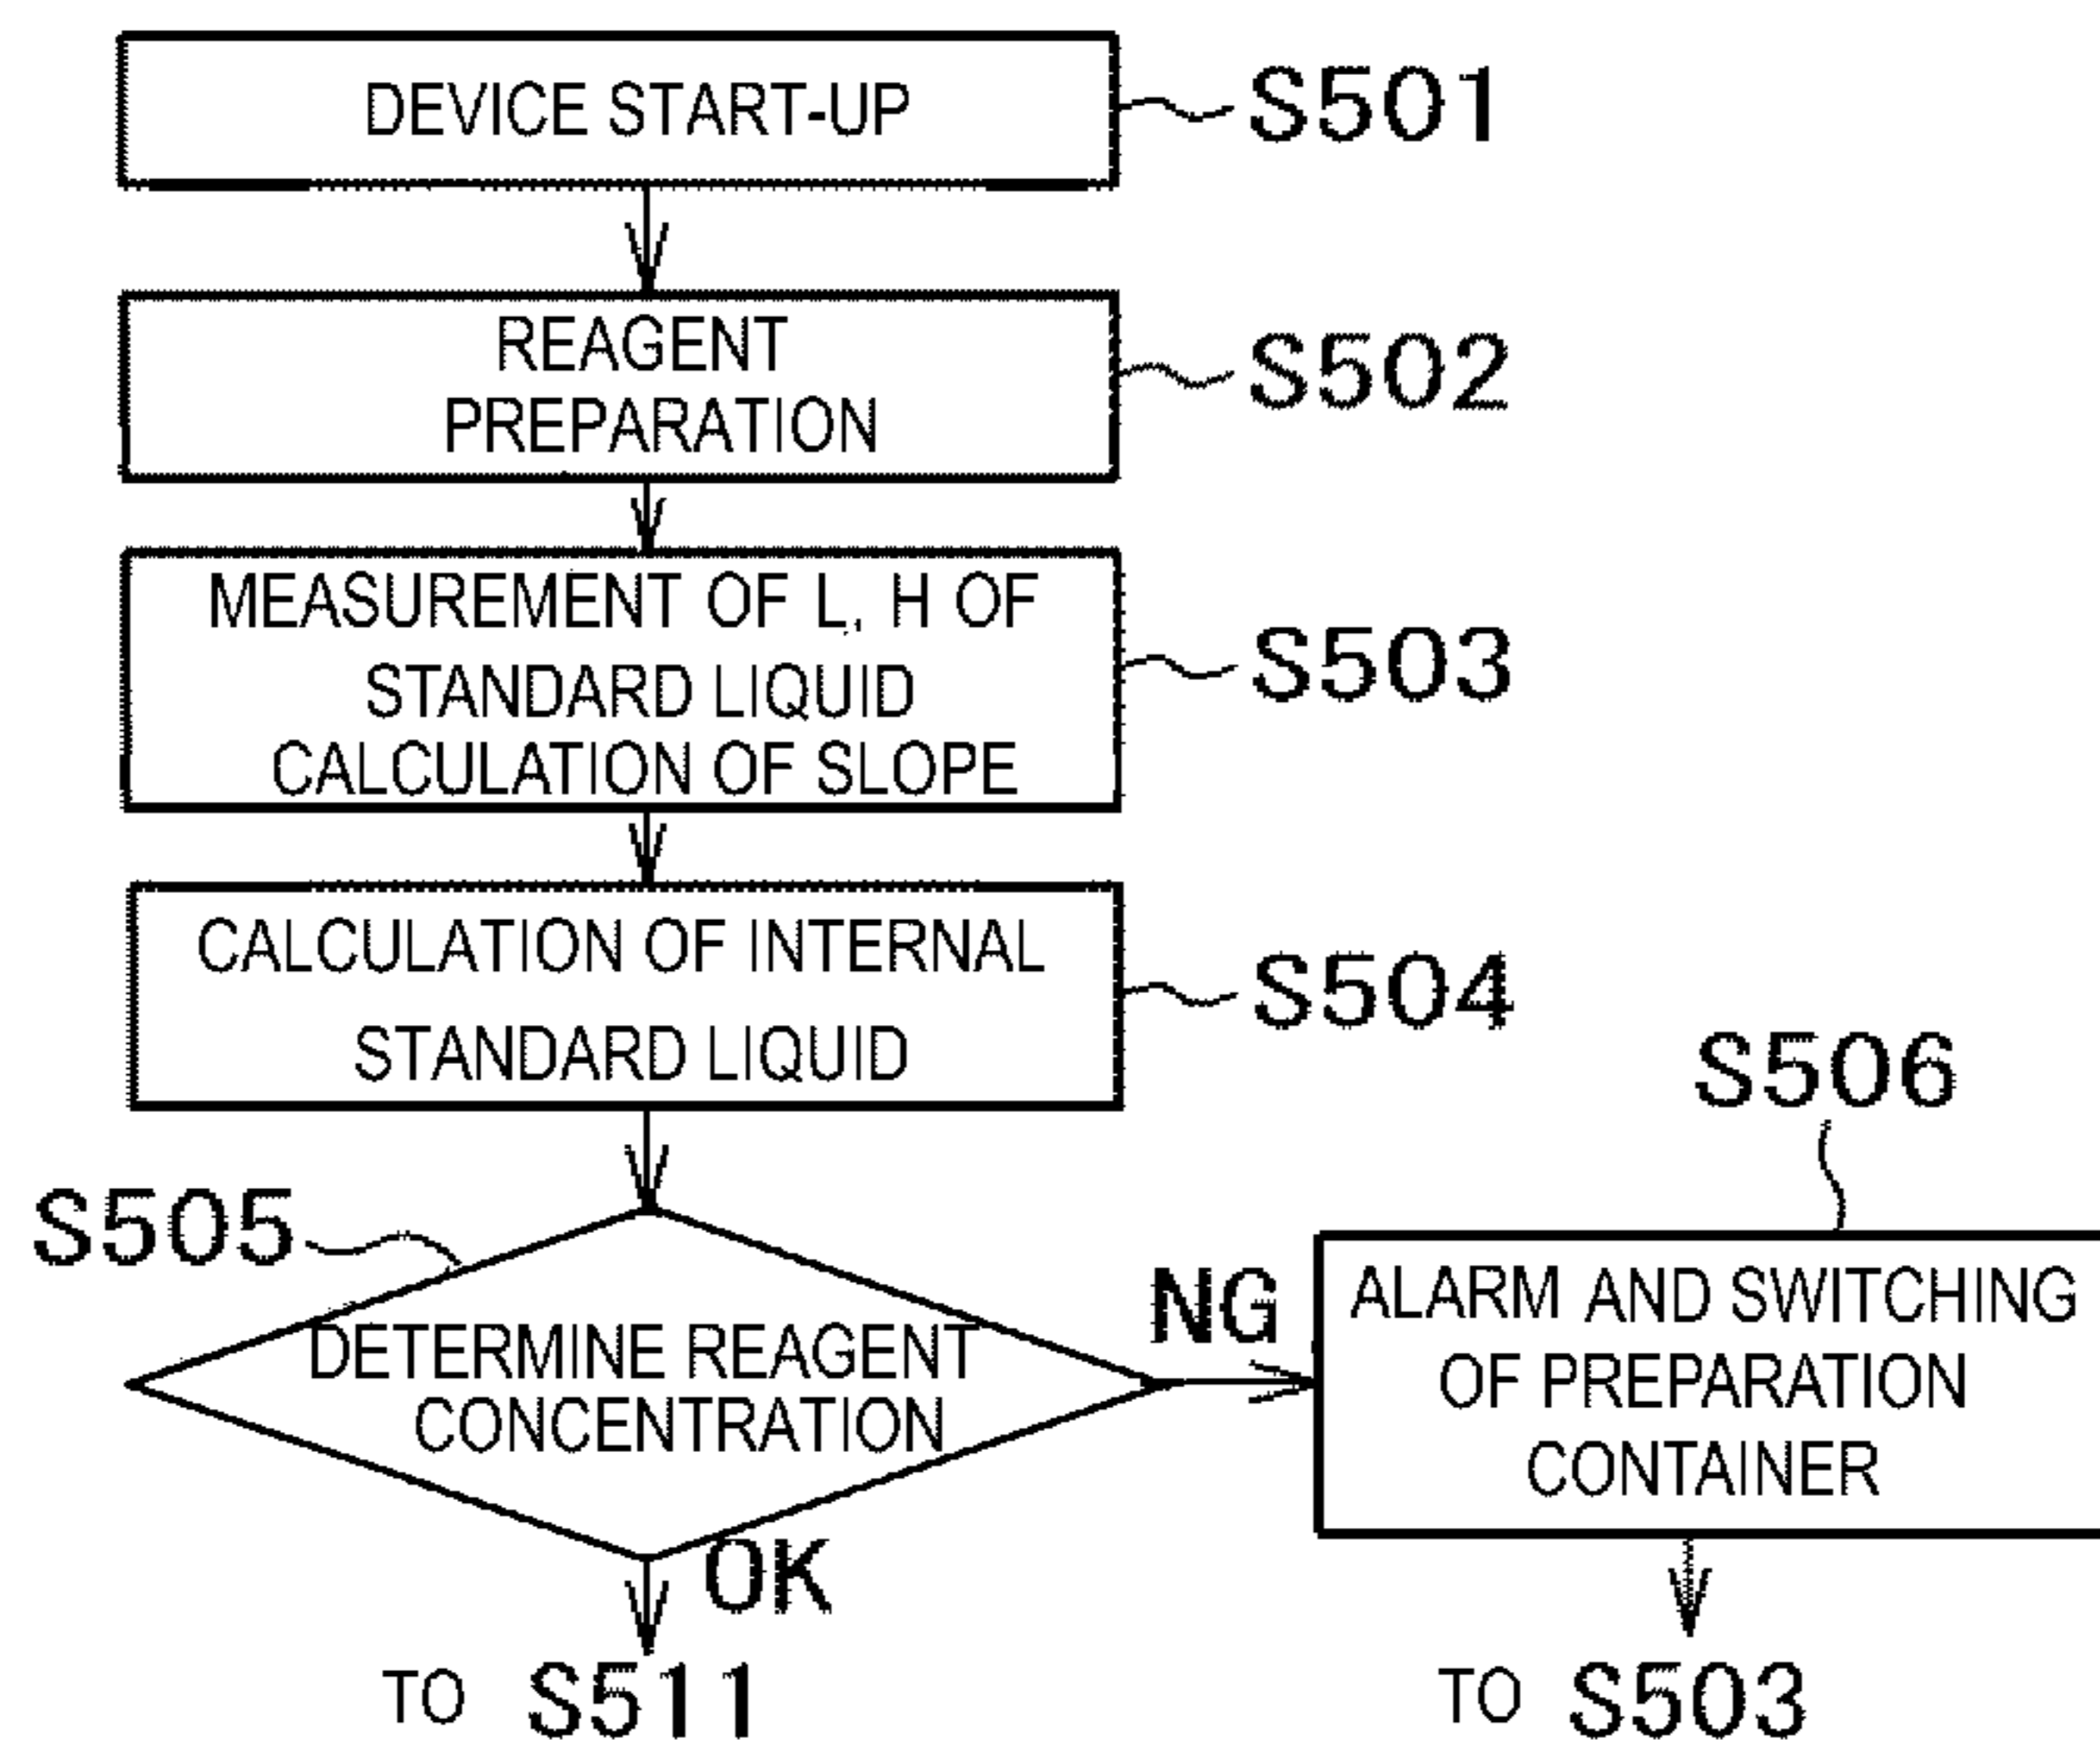 DEVICE START-UP
S501
REAGENT
PREPARATION
S502
MEASUREMENT OF L, H OF
STANDARD LIQUID
CALCULATION OF SLOPE
S503
CALCULATION OF INTERNAL
STANDARD LIQUID
S504
S505
DETERMINE REAGENT
CONCENTRATION
NG
OK
TO S511
S506
ALARM AND SWITCHING
OF PREPARATION
CONTAINER
TO S503